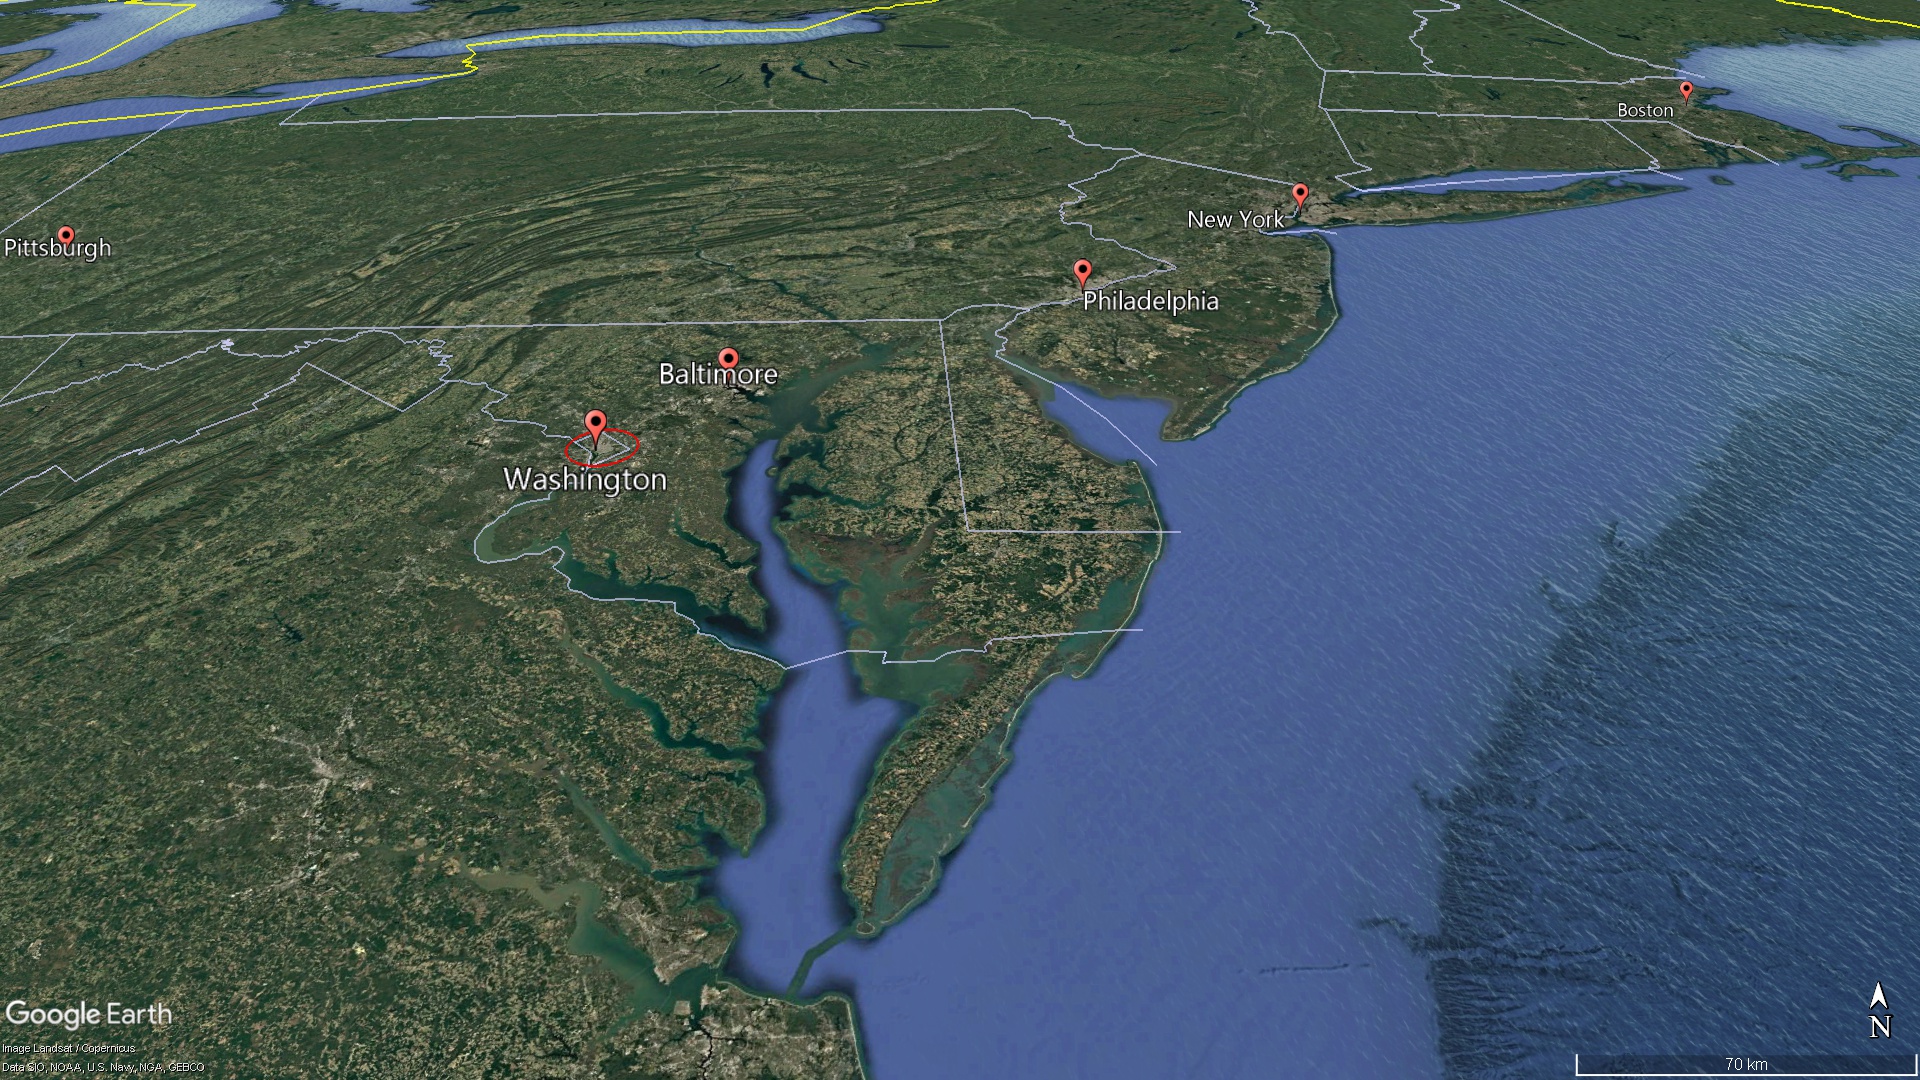 Boston
New York
Pittsburgh
Philadelphia
Baltimore
Washington
Google Earth
N
Image Landsat / Copernicus
Data SIO, NOAA, U.S. Navy, NGA, GEBCO
70 km